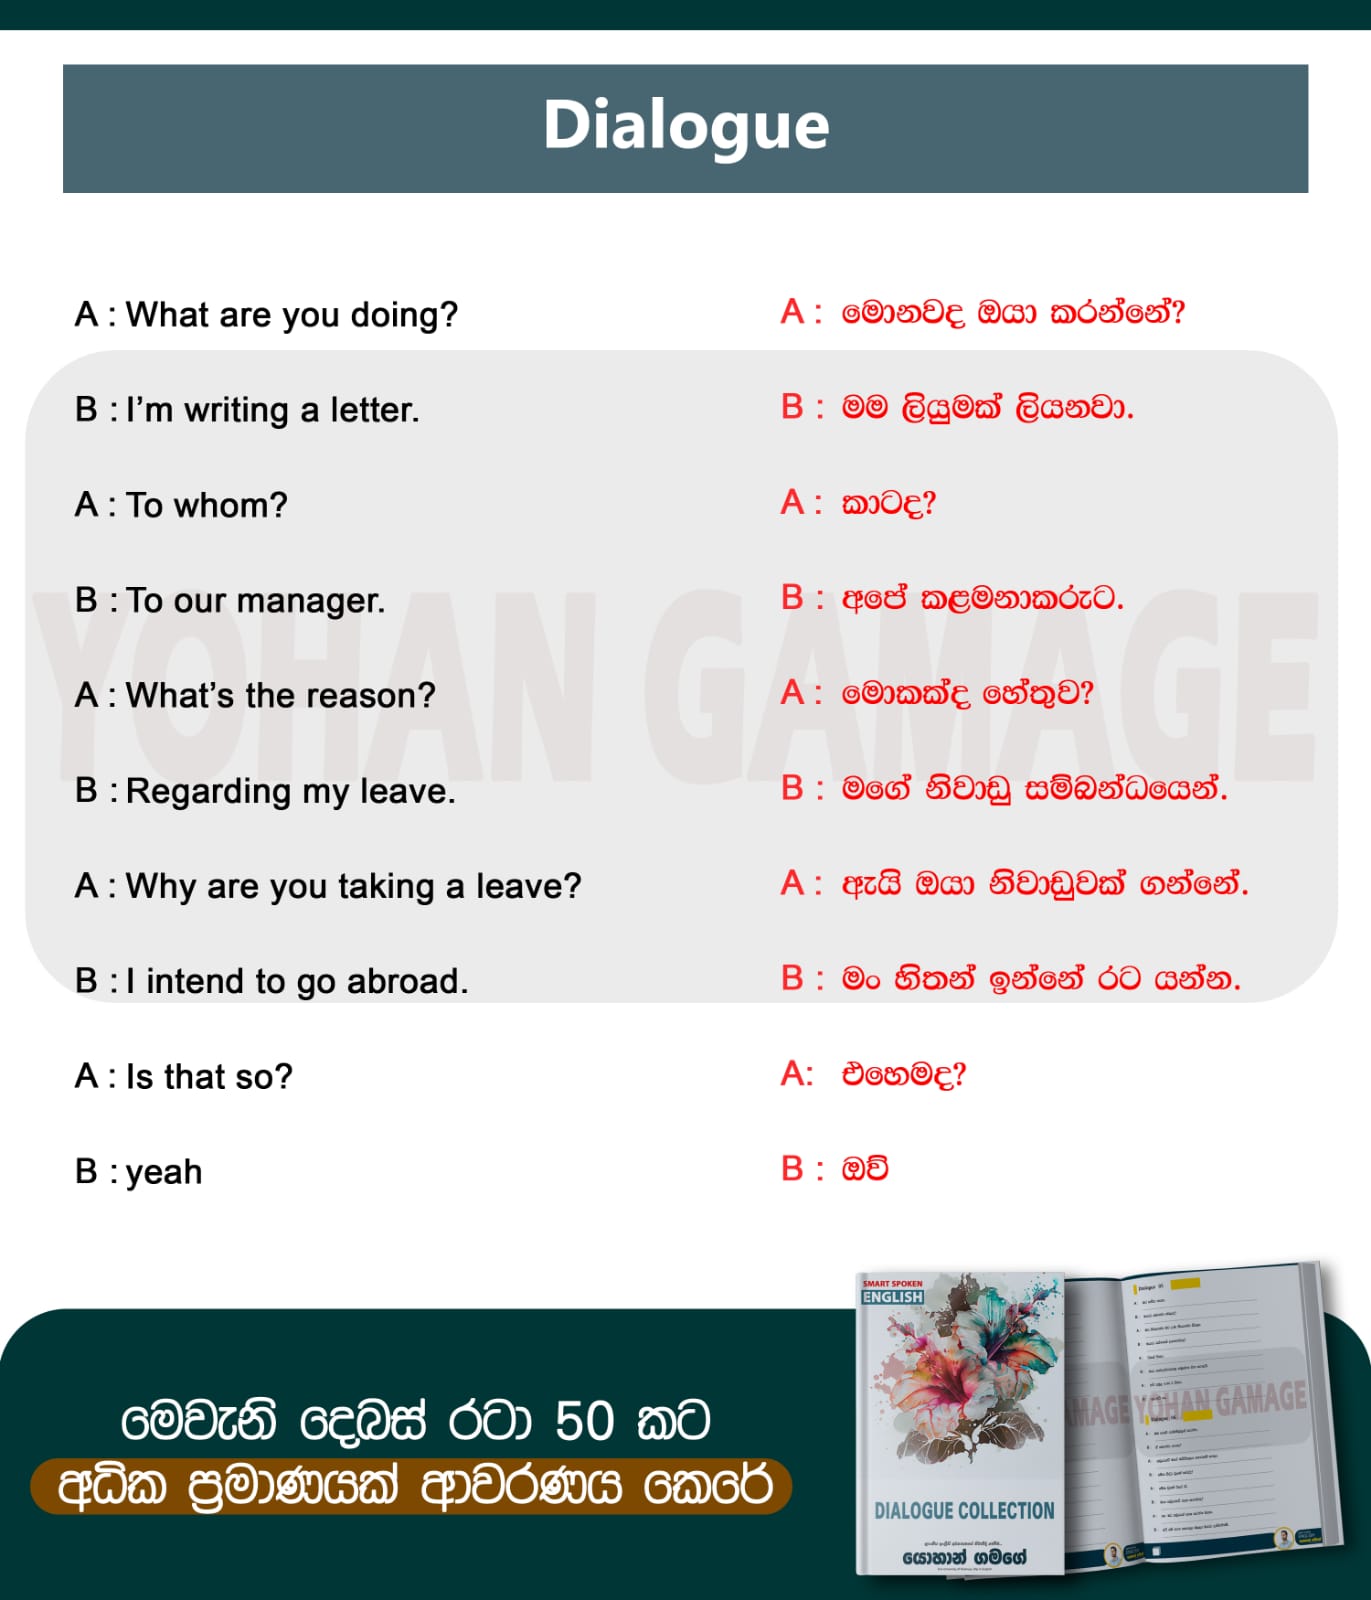 Dialogue
A : What are you doing?
A : මොනවද ඔයා කරන්නේ?
B : I'm writing a letter.
B : මම ලියුමක් ලියනවා.
A : To whom?
A : කාටද?
B : To our manager.
B : අපේ කළමනාකරුට.
A : What's the reason?
A : මොකක්ද හේතුව?
B : Regarding my leave.
B : මගේ නිවාඩු සම්බන්ධයෙන්.
A : Why are you taking a leave?
A : ඇයි ඔයා නිවාඩුවක් ගන්නේ.
B : I intend to go abroad.
B : මං හිතන් ඉන්නේ රට යන්න.
A : Is that so?
A: එහෙමද?
B : yeah
B : ඔව්
YOHAN GAMAGE
මෙවැනි දෙබස් රටා 50 කට
අධික ප්‍රමාණයක් ආවරණය කෙරේ
SMART SPOKEN
ENGLISH
DIALOGUE COLLECTION
යොහාන් ගමගේ
YOHAN GAMAGE